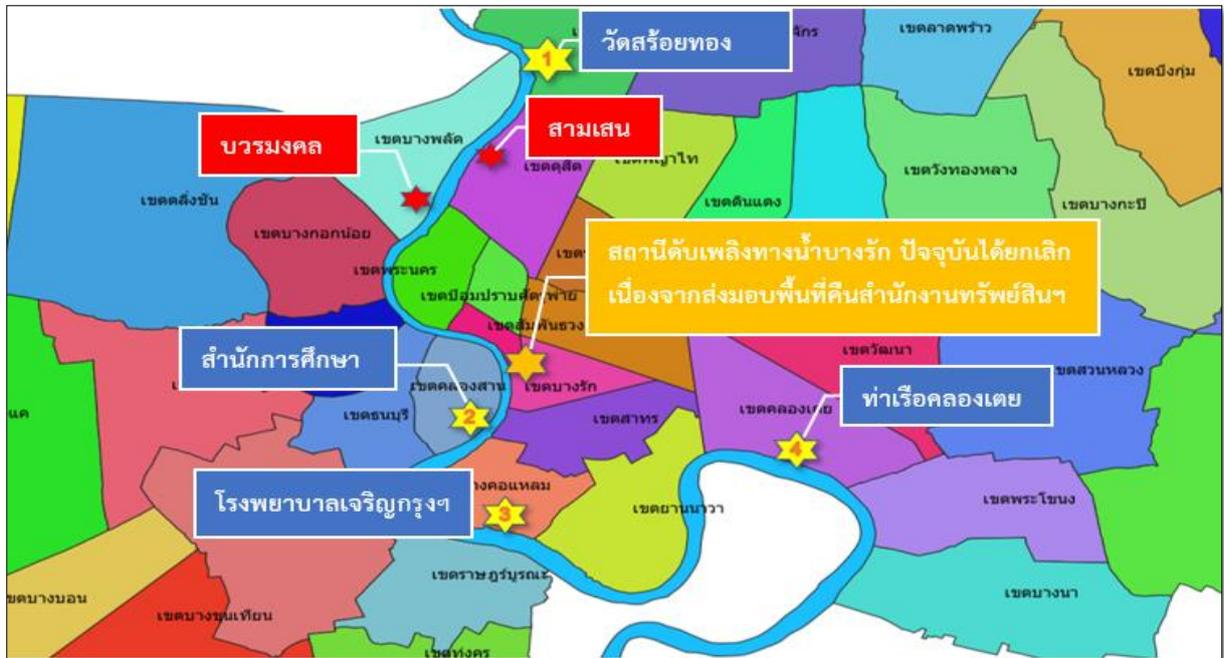 วัดสร้อยทอง
เขตลาดพร้าว
เขตบึงกุ่ม
1
สามเสน
บวรมงคล
เขตบางพลัด
เขตดุสิต
เขตพญาไท
เขตวังทองหลาง
เขตตลิ่งชัน
เขตดินแดง
เขตบางกะปิ
เขตบางกอกน้อย
เขตพระนคร
สถานีดับเพลิงทางน้ำบางรัก ปัจจุบันได้ยกเลิก
เนื่องจากส่งมอบพื้นที่คืนสำนักงานทรัพย์สินฯ
เขตป้อมปราบศัตรูพ่าย
เขตสัมพันธวง
สำนักการศึกษา
เขตวัฒนา
เขตสวนหลวง
เขตคลองสาน
เขตบางรัก
ท่าเรือคลองเตย
เขตธนบุรี
2
เขตสาทร
เขตคลองเตย
4
โรงพยาบาลเจริญกรุงฯ
างคอแหลม
3
เขตยานนาวา
เขตพระโขนง
เขตราษฎร์บูรณะ
เขตบางบอน
เขตบางขุนเทียน
เขตบางนา
เขตทุ่งคร